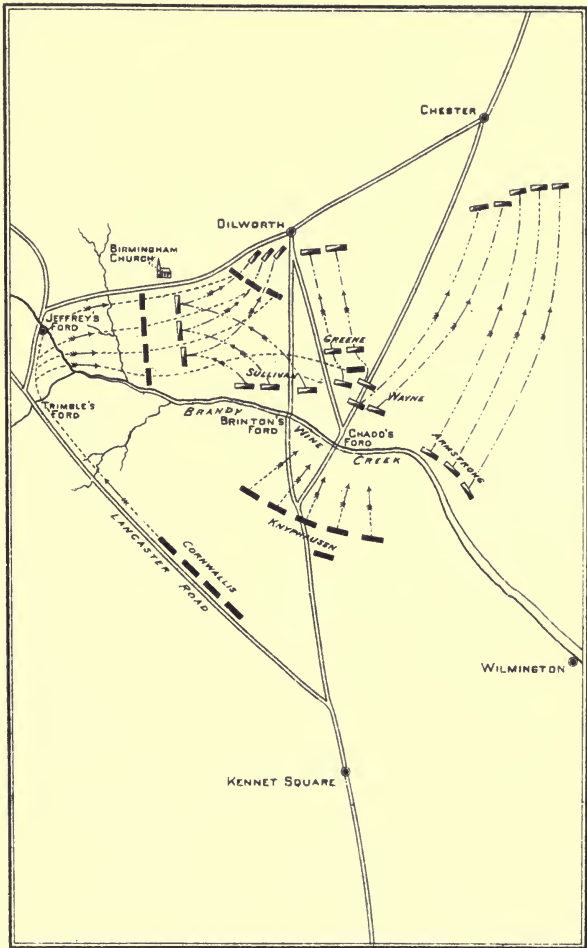 CHESTER
DILWORTH
BIRMINGHAM
CHURCH
JEFFREY'S
FORD
GREENE
SULLIVAN
WAYNE
TRIMBLE'S
FORD
BRANDY
BRINTON'S
FORD
WINE
CHADD'S
FORD
CREEK
ARMSTRONG
KNYPHAUSEN
CORNWALLIS
LANCASTER ROAD
WILMINGTON
KENNET SQUARE